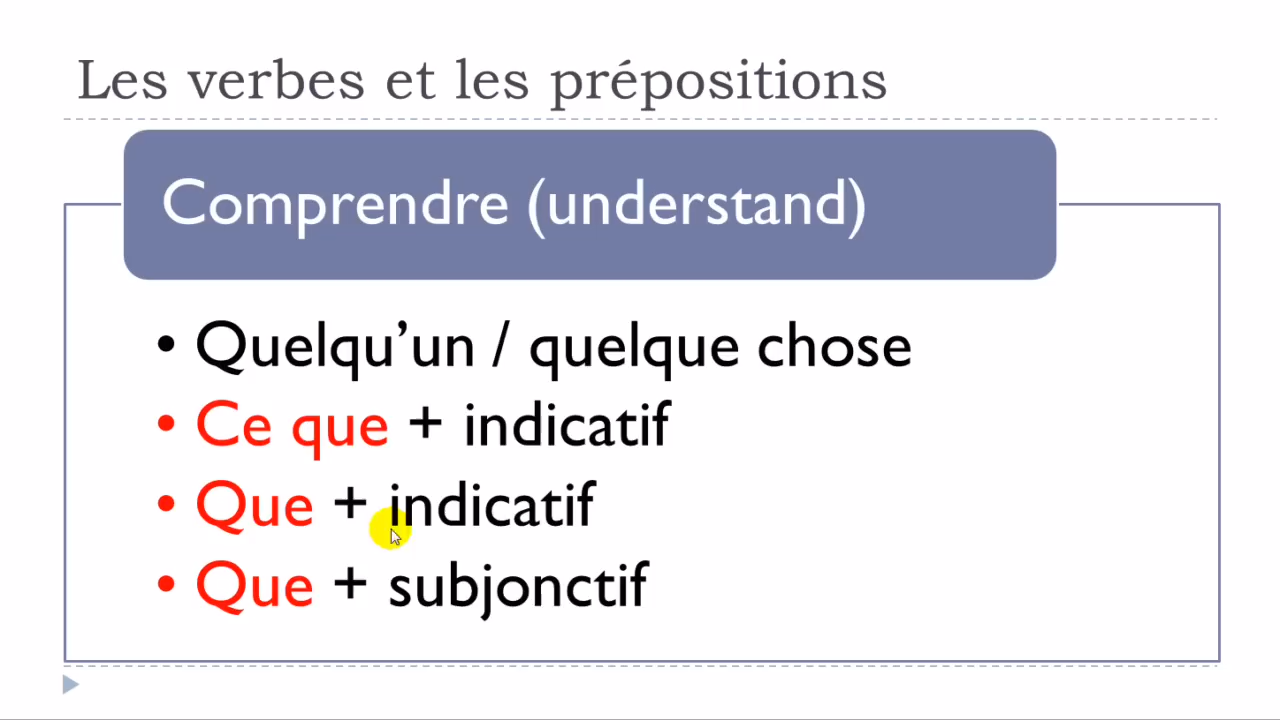 Les verbes et les prépositions
Comprendre (understand)
• Quelqu’un / quelque chose
• Ce que + indicatif
• Que + indicatif
• Que + subjonctif